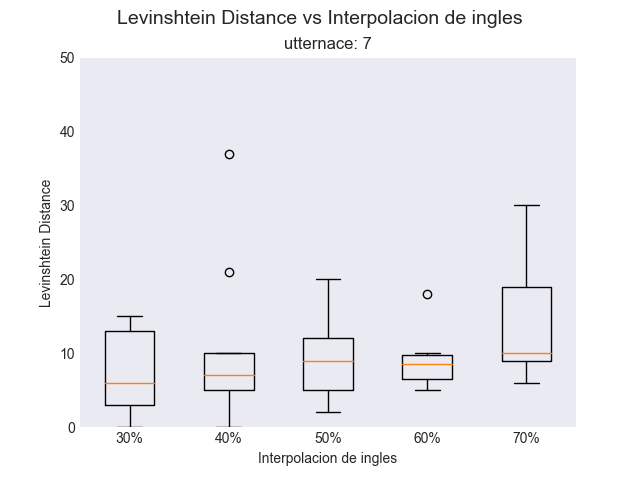 Levinshtein Distance vs Interpolacion de ingles
utternace: 7
50
40
30
20
10
0
Levinshtein Distance
30% 40% 50% 60% 70%
Interpolacion de ingles